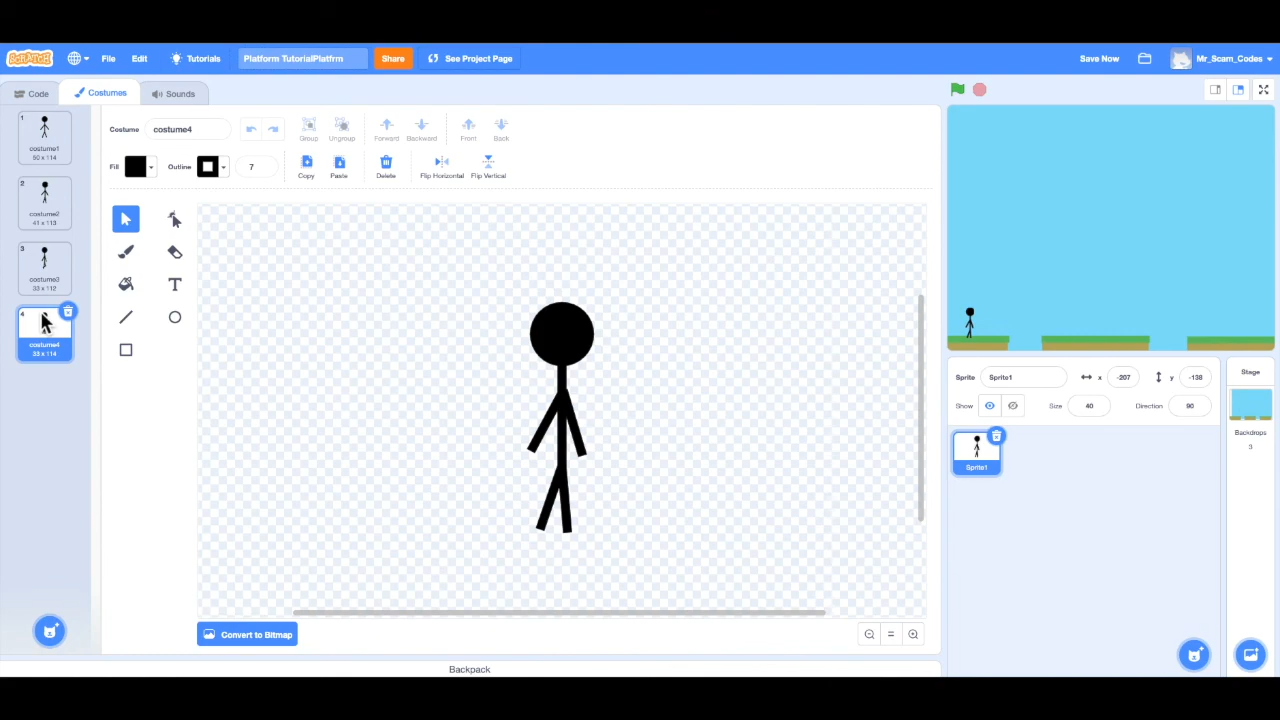 SCRATCH File Edit Tutorials Platform TutorialPlatfrm Share See Project Page Save Now Mr_Scam_Codes
Code Costumes Sounds
1
costume1
50 x 114
2
costume2
41 x 113
3
costume3
33 x 112
4
costume4
33 x 114
Costume costume4 Group Ungroup Forward Backward Front Back
Fill Outline 7 Copy Paste Delete Flip Horizontal Flip Vertical
T
Convert to Bitmap
Backpack
Sprite Sprite1 x -207 y -138
Show Size 40 Direction 90
Sprite1
Stage
Backdrops
3